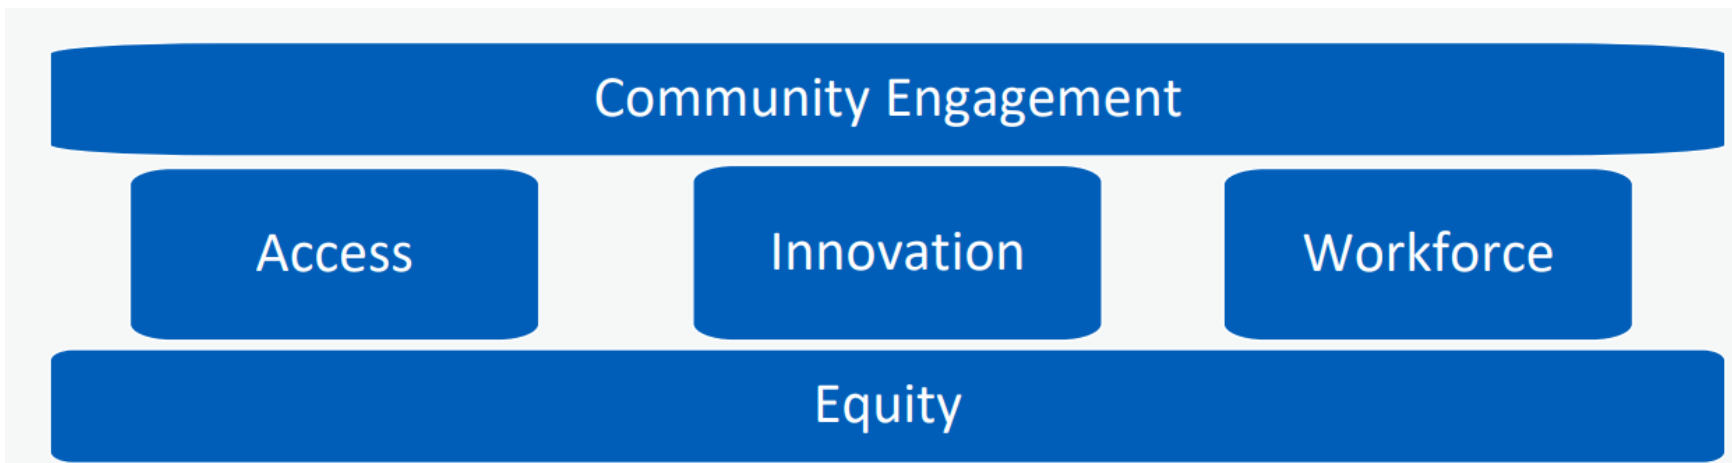 Community Engagement
Access
Innovation
Workforce
Equity